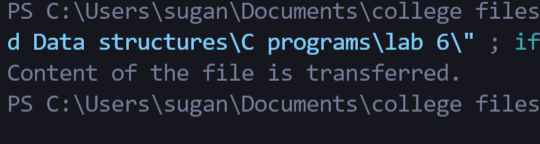 PS C:\Users\sugan\Documents\college files
d Data structures\C programs\lab 6\" ; if
Content of the file is transferred.
PS C:\Users\sugan\Documents\college files